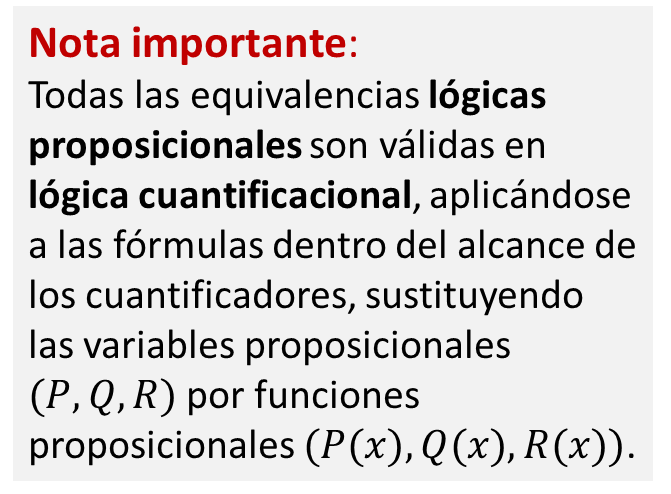 Nota importante:
Todas las equivalencias lógicas
proposicionales son válidas en
lógica cuantificacional, aplicándose
a las fórmulas dentro del alcance de
los cuantificadores, sustituyendo
las variables proposicionales
(P, Q, R) por funciones
proposicionales (P(x), Q(x), R(x)).